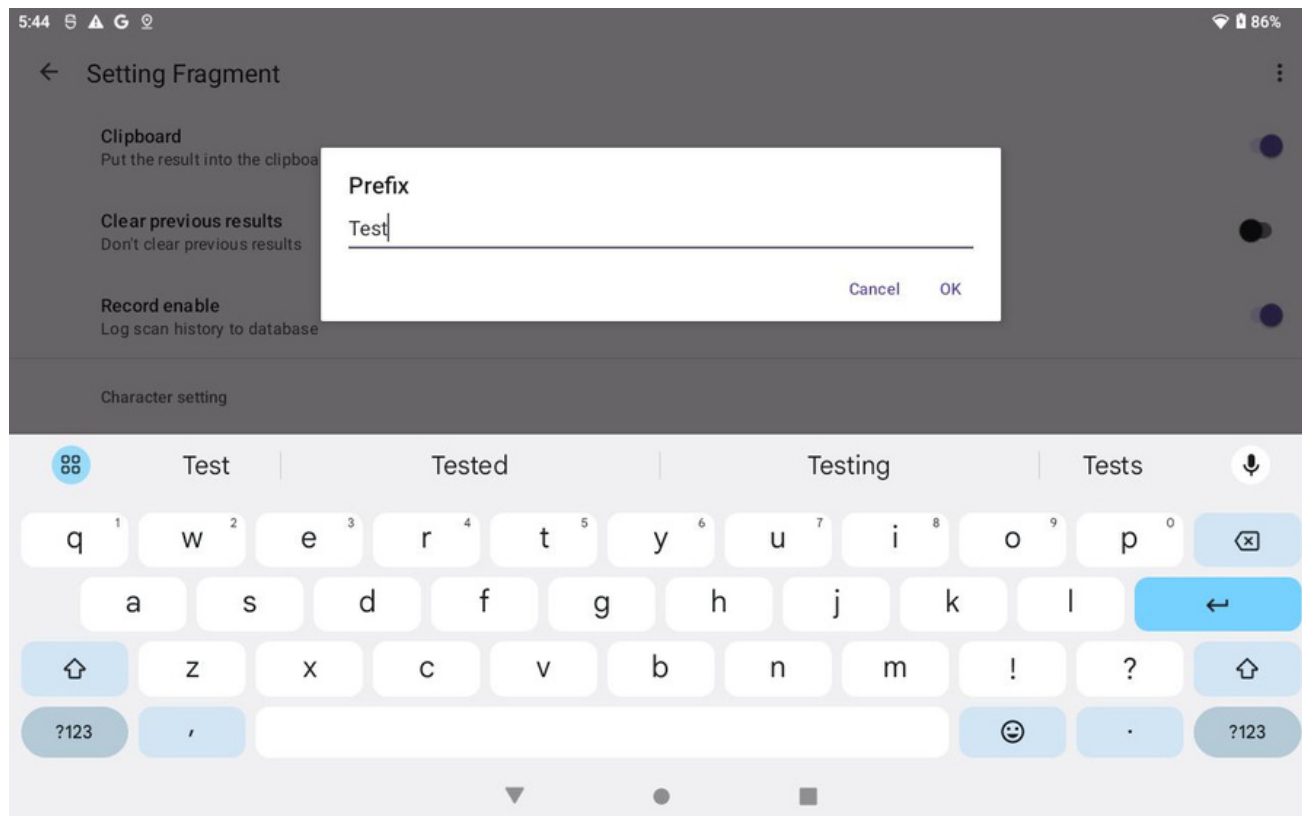 5:44 G 86%
Setting Fragment
Clipboard
Put the result into the clipboa
Clear previous results
Don't clear previous results
Record enable
Log scan history to database
Character setting
Prefix
Test
Cancel OK
Test Tested Testing Tests
q 1 w 2 e 3 r 4 t 5 y 6 u 7 i 8 o 9 p 0
a s d f g h j k l
z x c v b n m ! ?
?123 , . ?123